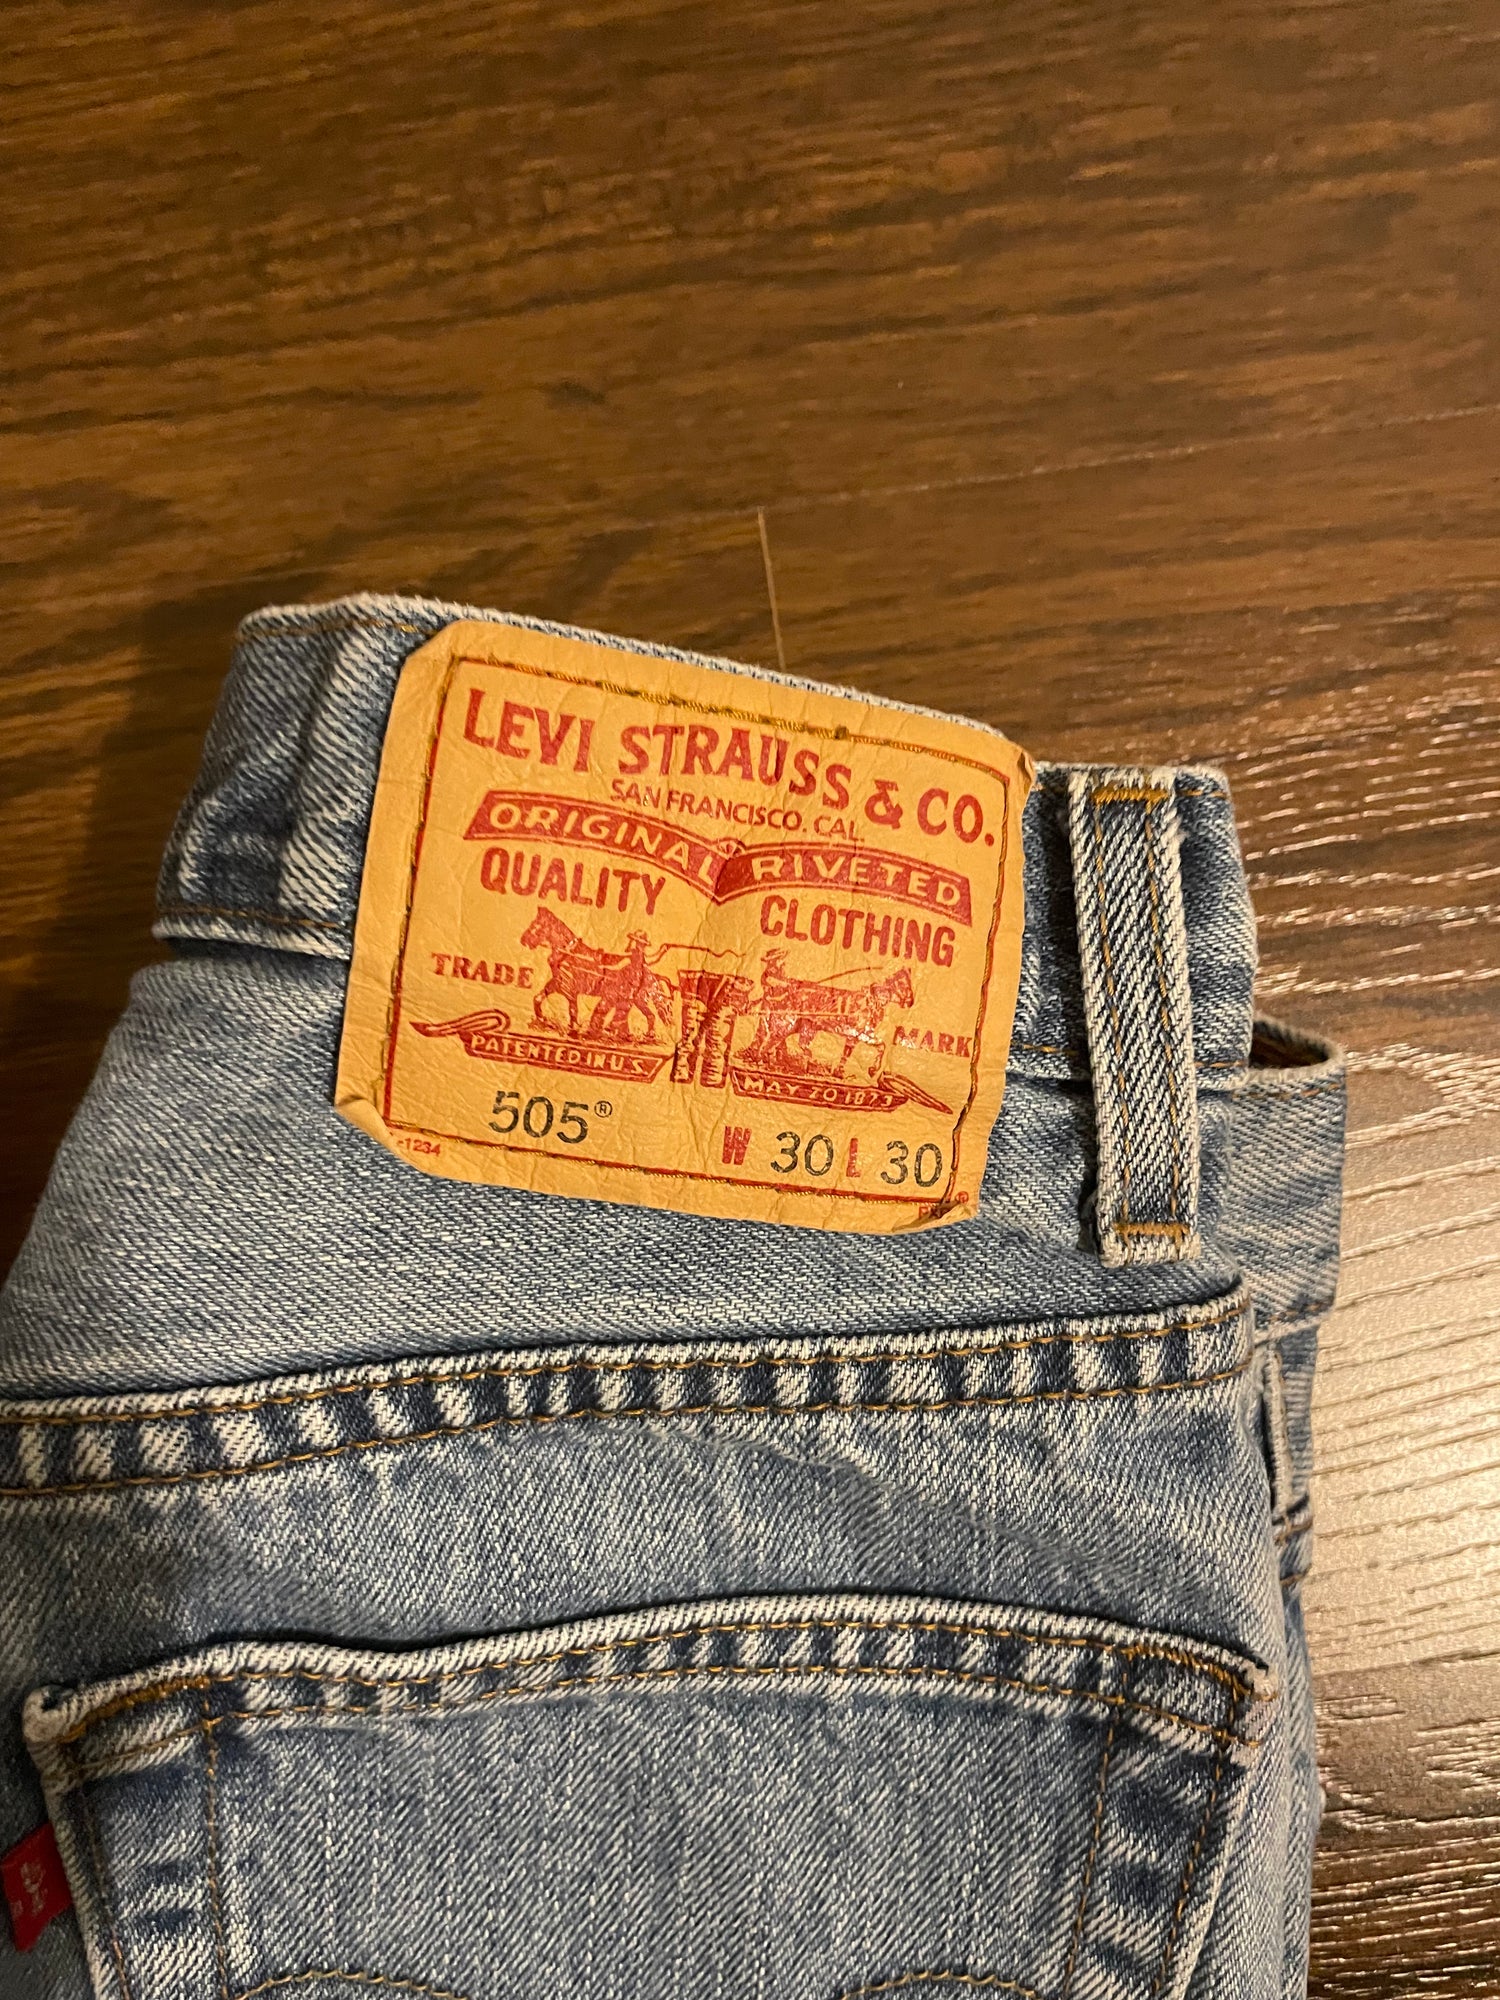 LEVI STRAUSS & CO.
SAN FRANCISCO. CAL.
ORIGINAL RIVETED
QUALITY CLOTHING
TRADE MARK
PATENTED IN U.S. MAY 20 1873
505® W 30 L 30
-1234